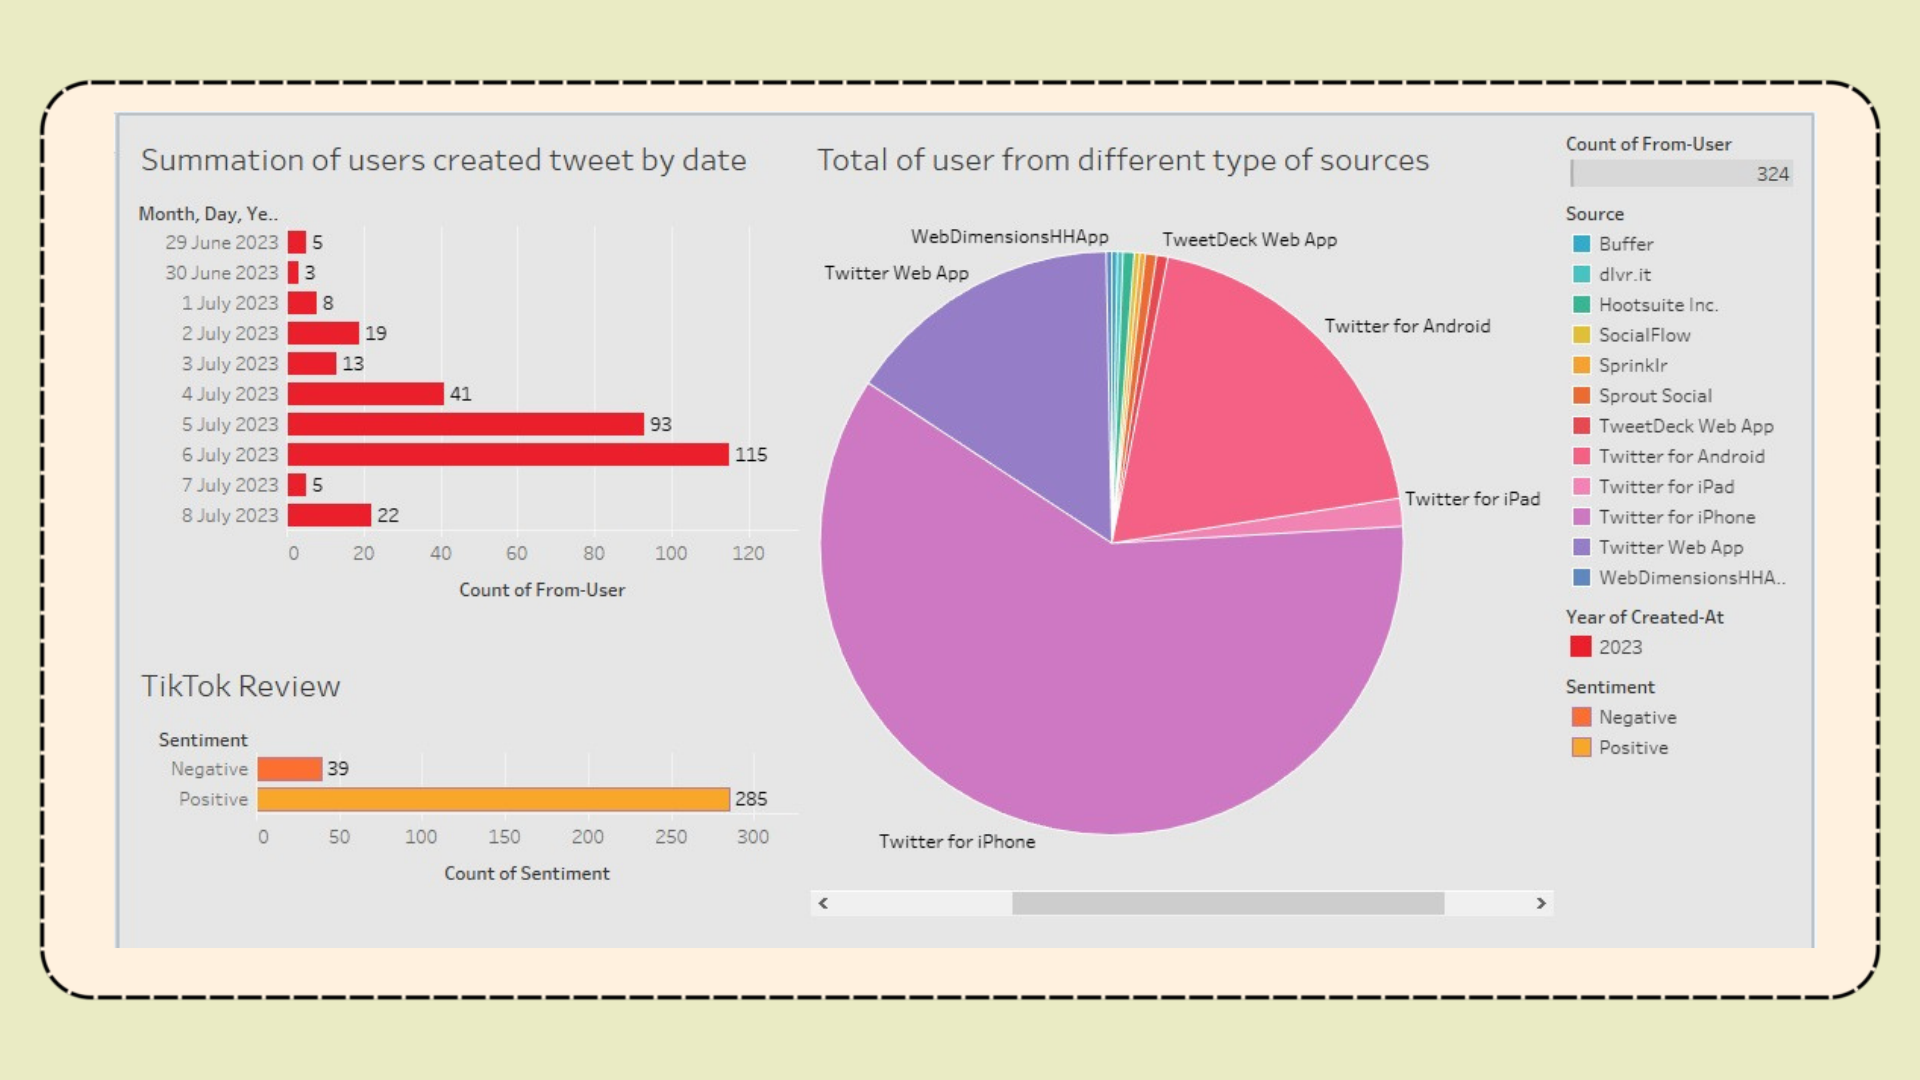 Summation of users created tweet by date
Month, Day, Ye..
29 June 2023 5
30 June 2023 3
1 July 2023 8
2 July 2023 19
3 July 2023 13
4 July 2023 41
5 July 2023 93
6 July 2023 115
7 July 2023 5
8 July 2023 22
0 20 40 60 80 100 120
Count of From-User
TikTok Review
Sentiment
Negative 39
Positive 285
0 50 100 150 200 250 300
Count of Sentiment
Total of user from different type of sources
WebDimensionsHHApp
TweetDeck Web App
Twitter Web App
Twitter for Android
Twitter for iPad
Twitter for iPhone
Count of From-User
324
Source
Buffer
dlvr.it
Hootsuite Inc.
SocialFlow
Sprinklr
Sprout Social
TweetDeck Web App
Twitter for Android
Twitter for iPad
Twitter for iPhone
Twitter Web App
WebDimensionsHHA..
Year of Created-At
2023
Sentiment
Negative
Positive